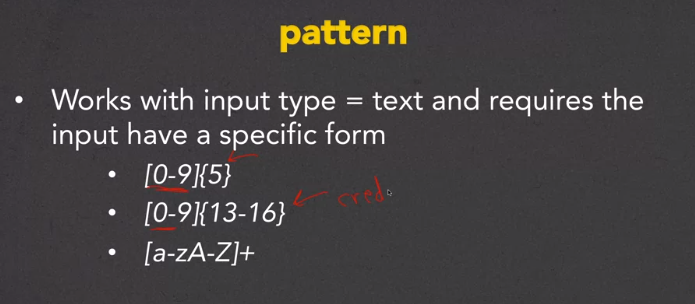 pattern
• Works with input type = text and requires the
input have a specific form
• [0-9]{5}
• [0-9]{13-16} cred
• [a-zA-Z]+